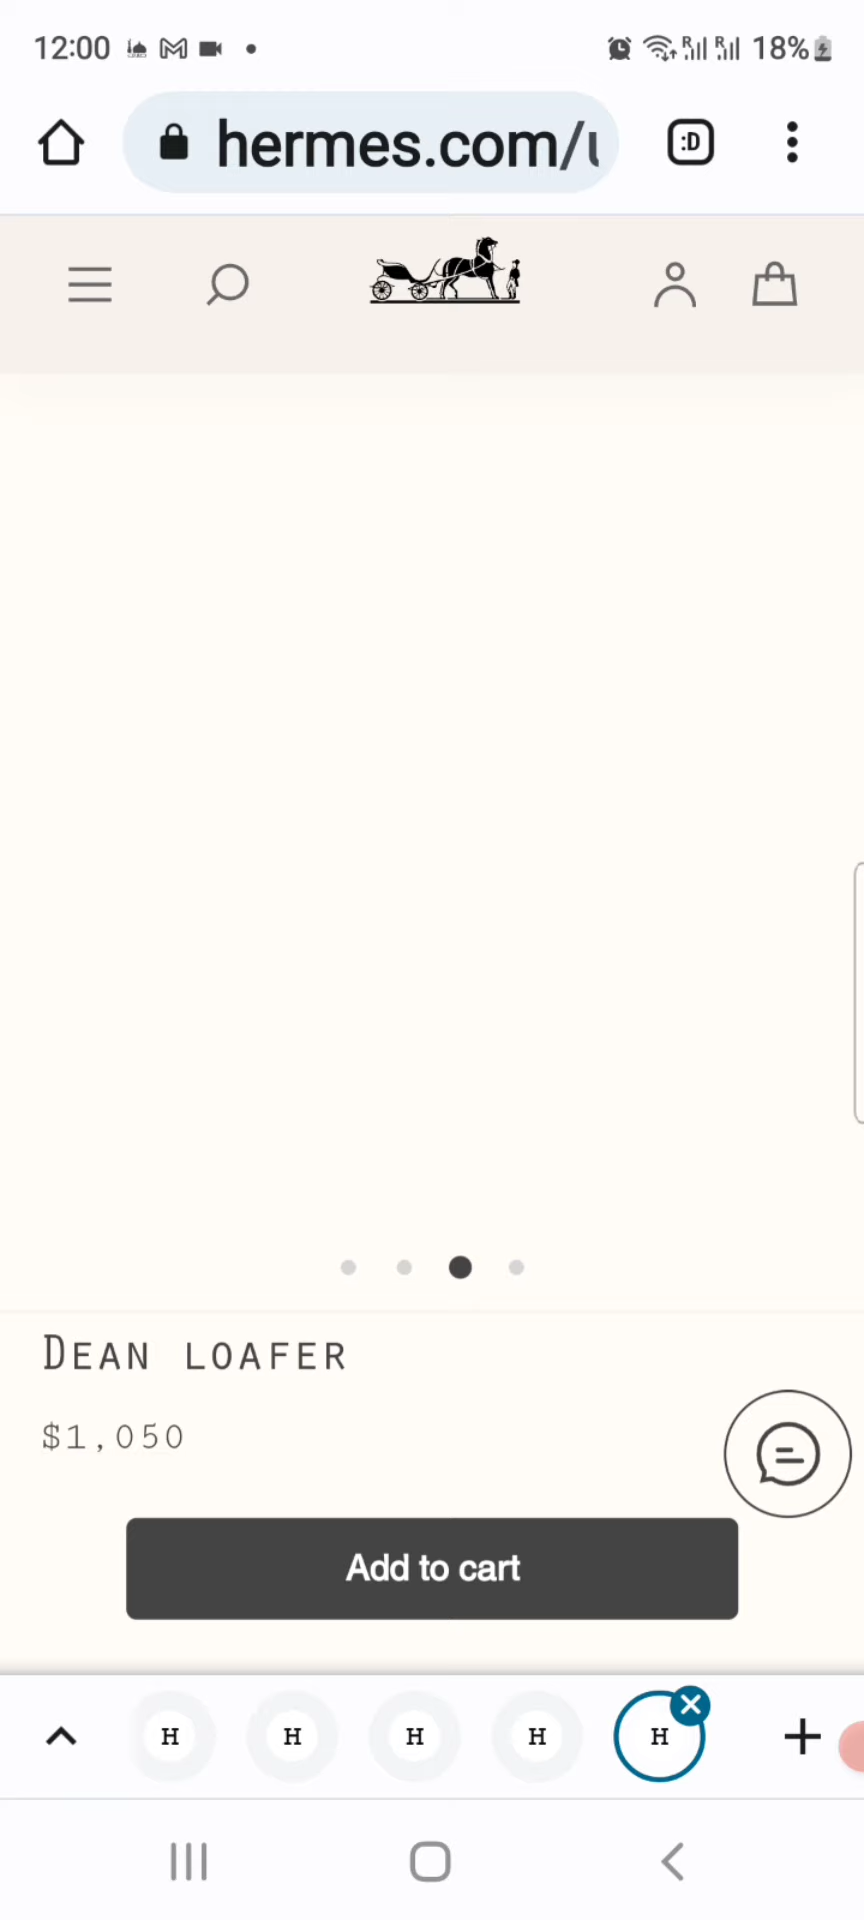 12:00 18%
hermes.com/
:D
DEAN LOAFER
$1,050
Add to cart
H H H H H